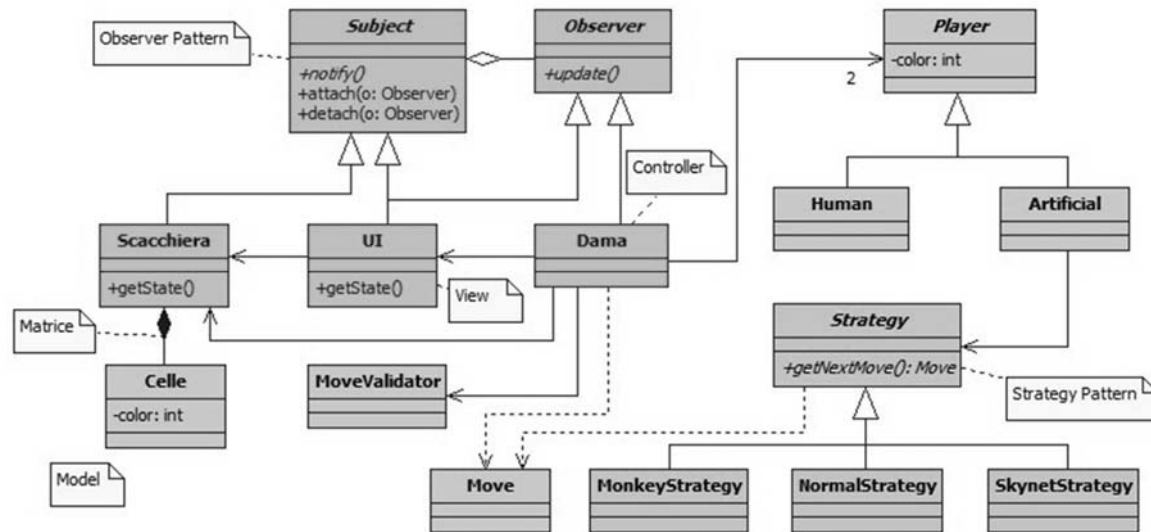 Observer Pattern
Subject
+notify()
+attach(o: Observer)
+detach(o: Observer)
Observer
+update()
Player
-color: int
2
Controller
Human
Artificial
Scacchiera
+getState()
UI
+getState()
Dama
View
Matrice
Celle
-color: int
MoveValidator
Strategy
+getNextMove(): Move
Strategy Pattern
Model
Move
MonkeyStrategy
NormalStrategy
SkynetStrategy